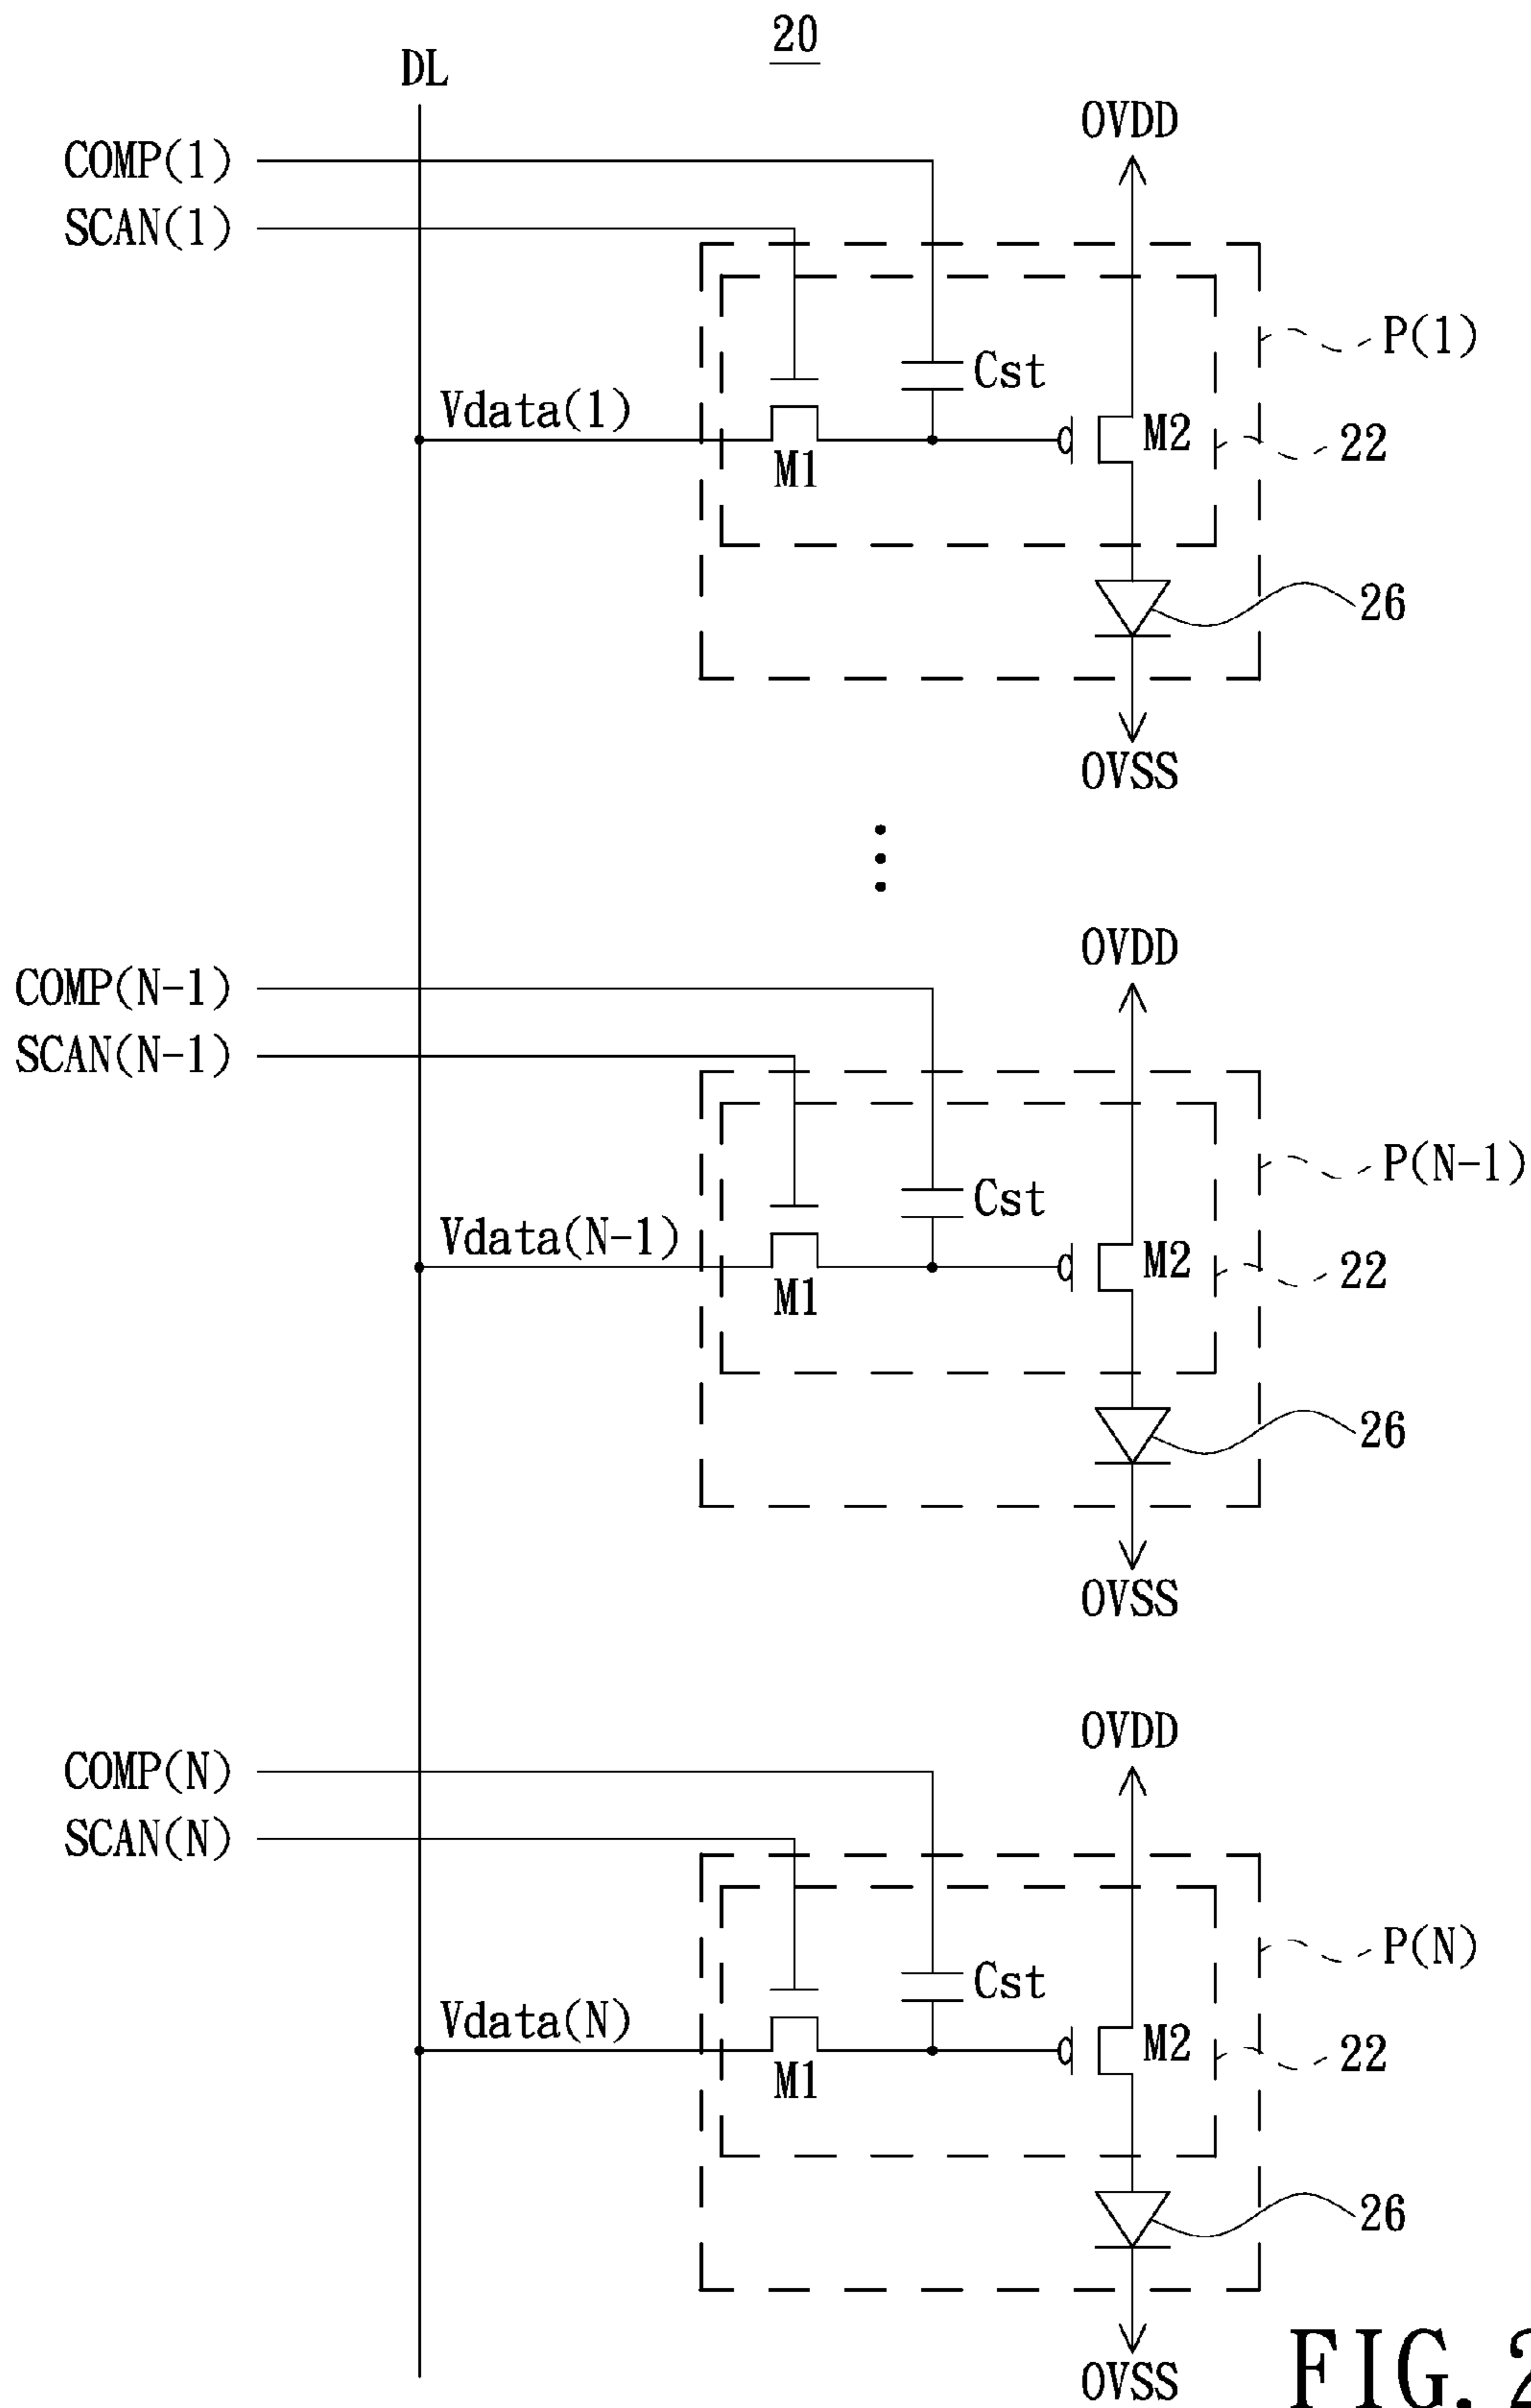 20
DL
OVDD
COMP(1)
SCAN(1)
P(1)
Cst
Vdata(1)
M2
22
M1
26
OVSS
OVDD
COMP(N-1)
SCAN(N-1)
P(N-1)
Cst
Vdata(N-1)
M2
22
M1
26
OVSS
OVDD
COMP(N)
SCAN(N)
P(N)
Cst
Vdata(N)
M2
22
M1
26
OVSS
FIG. 2